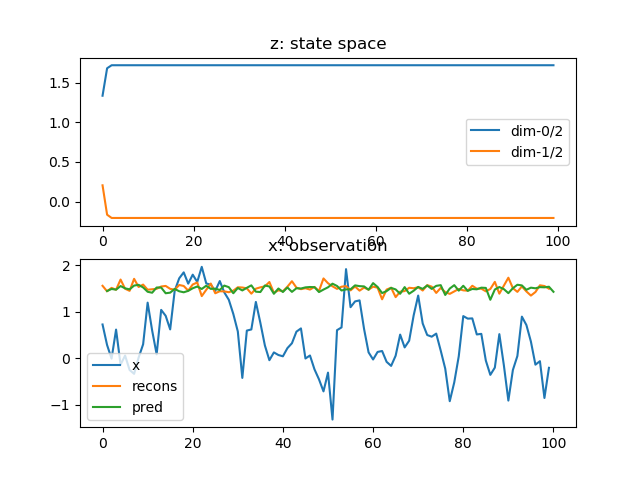 z: state space
1.5
1.0
0.5
0.0
dim-0/2
dim-1/2
0 20 40 60 80 100
x: observation
2
1
0
−1
x
recons
pred
0 20 40 60 80 100